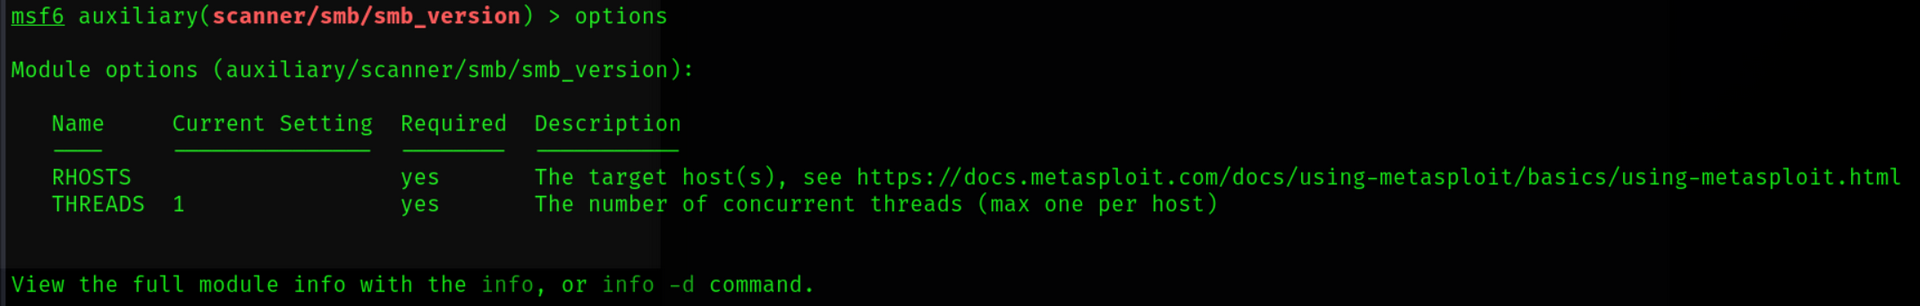 msf6 auxiliary(scanner/smb/smb_version) > options
Module options (auxiliary/scanner/smb/smb_version):
Name Current Setting Required Description
RHOSTS yes The target host(s), see https://docs.metasploit.com/docs/using-metasploit/basics/using-metasploit.html
THREADS 1 yes The number of concurrent threads (max one per host)
View the full module info with the info, or info -d command.